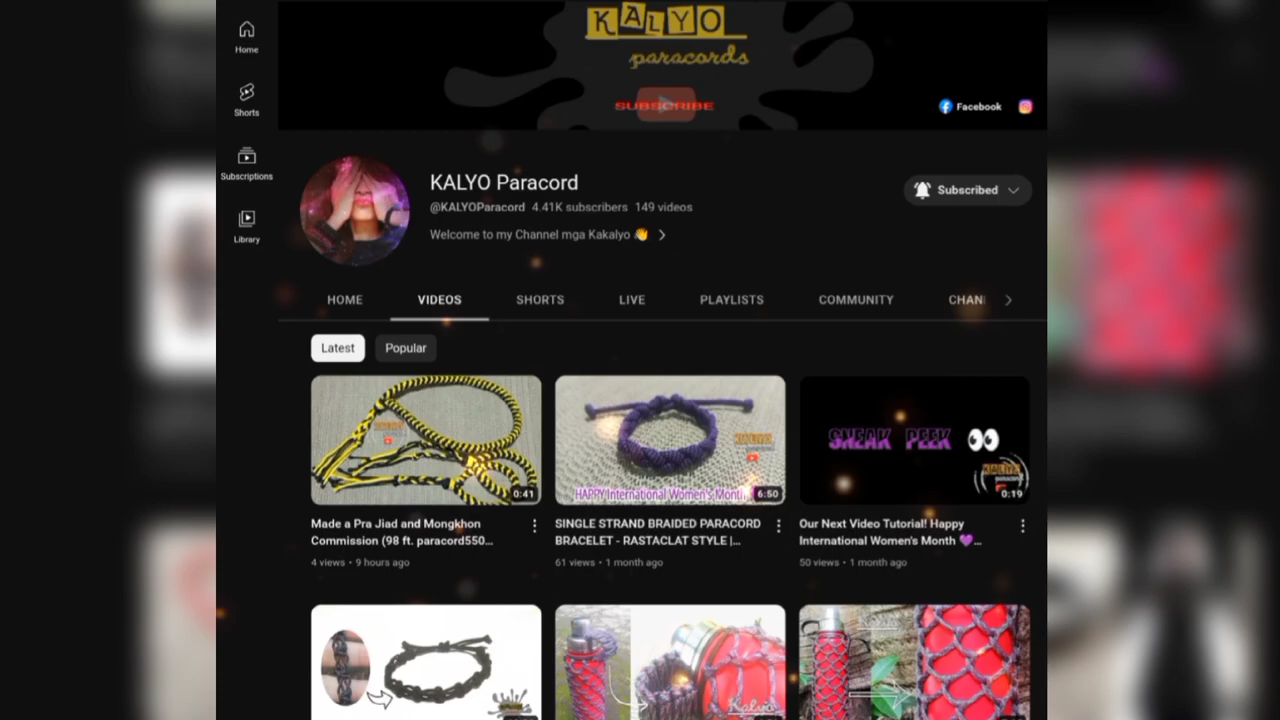 KALYO
paracords
SUBSCRIBE
Facebook
Home
Shorts
Subscriptions
Library
KALYO Paracord
@KALYOParacord 4.41K subscribers 149 videos
Welcome to my Channel mga Kakalyo 👋
Subscribed
HOME VIDEOS SHORTS LIVE PLAYLISTS COMMUNITY CHAN
Latest Popular
0:41
HAPPY International Women's Month
6:50
SNEAK PEEK 👀
KALYO
0:19
Made a Pra Jiad and Mongkhon
Commission (98 ft. paracord550...
4 views • 9 hours ago
SINGLE STRAND BRAIDED PARACORD
BRACELET - RASTACLAT STYLE |...
61 views • 1 month ago
Our Next Video Tutorial! Happy
International Women's Month 💜...
50 views • 1 month ago
Kalyo